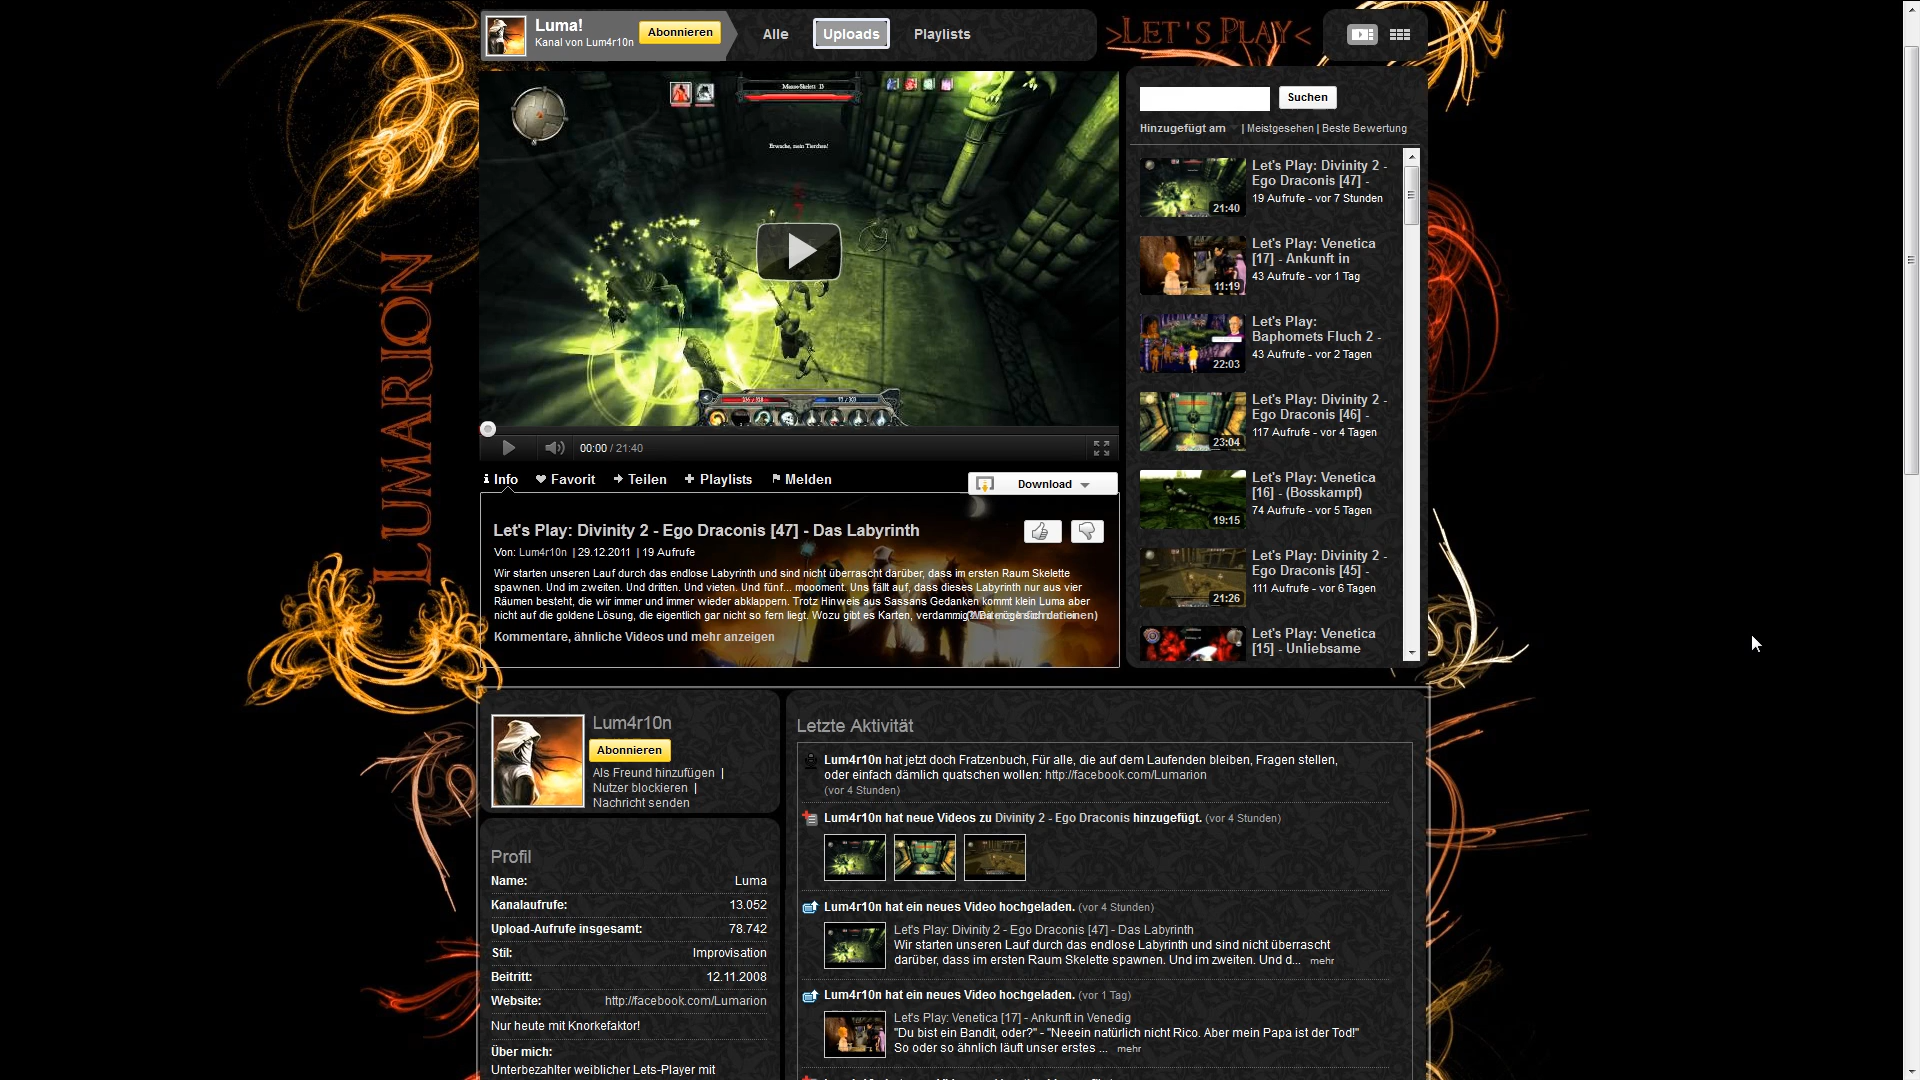 Luma!
Kanal von Lum4r10n
Abonnieren
Alle
Uploads
Playlists
>LET'S PLAY<
LUMARION
Erwache, mein Tierchen!
00:00 / 21:40
Info
Favorit
Teilen
Playlists
Melden
Download
Let's Play: Divinity 2 - Ego Draconis [47] - Das Labyrinth
Von: Lum4r10n | 29.12.2011 | 19 Aufrufe
Wir starten unseren Lauf durch das endlose Labyrinth und sind nicht überrascht darüber, dass im ersten Raum Skelette
spawnen. Und im zweiten. Und dritten. Und vieten. Und fünf... moooment. Uns fällt auf, dass dieses Labyrinth nur aus vier
Räumen besteht, die wir immer und immer wieder abklappern. Trotz Hinweis aus Sassans Gedanken kommt klein Luma aber
nicht auf die goldene Lösung, die eigentlich gar nicht so fern liegt. Wozu gibt es Karten, verdammig?
Kommentare, ähnliche Videos und mehr anzeigen
Suchen
Hinzugefügt am | Meistgesehen | Beste Bewertung
Let's Play: Divinity 2 -
Ego Draconis [47] -
19 Aufrufe - vor 7 Stunden
21:40
Let's Play: Venetica
[17] - Ankunft in
43 Aufrufe - vor 1 Tag
11:19
Let's Play:
Baphomets Fluch 2 -
43 Aufrufe - vor 2 Tagen
22:03
Let's Play: Divinity 2 -
Ego Draconis [46] -
117 Aufrufe - vor 4 Tagen
23:04
Let's Play: Venetica
[16] - (Bosskampf)
74 Aufrufe - vor 5 Tagen
19:15
Let's Play: Divinity 2 -
Ego Draconis [45] -
111 Aufrufe - vor 6 Tagen
21:26
Let's Play: Venetica
[15] - Unliebsame
Lum4r10n
Abonnieren
Als Freund hinzufügen |
Nutzer blockieren |
Nachricht senden
Profil
Name: Luma
Kanalaufrufe: 13.052
Upload-Aufrufe insgesamt: 78.742
Stil: Improvisation
Beitritt: 12.11.2008
Website: http://facebook.com/Lumarion
Nur heute mit Knorkefaktor!
Über mich:
Unterbezahlter weiblicher Lets-Player mit
Letzte Aktivität
Lum4r10n hat jetzt doch Fratzenbuch, Für alle, die auf dem Laufenden bleiben, Fragen stellen,
oder einfach dämlich quatschen wollen: http://facebook.com/Lumarion
(vor 4 Stunden)
Lum4r10n hat neue Videos zu Divinity 2 - Ego Draconis hinzugefügt. (vor 4 Stunden)
Lum4r10n hat ein neues Video hochgeladen. (vor 4 Stunden)
Let's Play: Divinity 2 - Ego Draconis [47] - Das Labyrinth
Wir starten unseren Lauf durch das endlose Labyrinth und sind nicht überrascht
darüber, dass im ersten Raum Skelette spawnen. Und im zweiten. Und d... mehr
Lum4r10n hat ein neues Video hochgeladen. (vor 1 Tag)
Let's Play: Venetica [17] - Ankunft in Venedig
"Du bist ein Bandit, oder?" - "Neeein natürlich nicht Rico. Aber mein Papa ist der Tod!"
So oder so ähnlich läuft unser erstes ... mehr